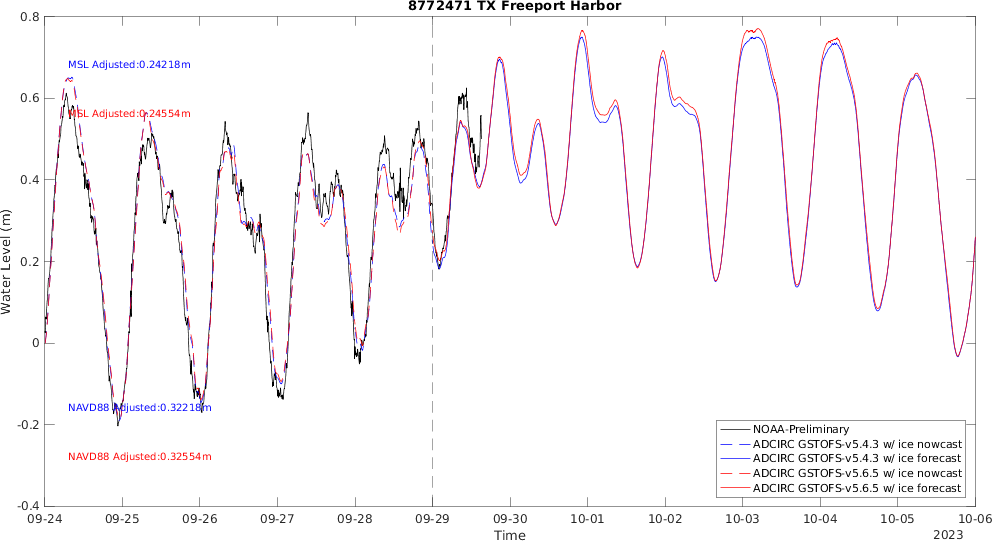 8772471 TX Freeport Harbor
0.8
0.6
0.4
0.2
0
-0.2
-0.4
Water Level (m)
MSL Adjusted:0.24218m
MSL Adjusted:0.24554m
NAVD88 Adjusted:0.32218m
NAVD88 Adjusted:0.32554m
NOAA-Preliminary
ADCIRC GSTOFS-v5.4.3 w/ ice nowcast
ADCIRC GSTOFS-v5.4.3 w/ ice forecast
ADCIRC GSTOFS-v5.6.5 w/ ice nowcast
ADCIRC GSTOFS-v5.6.5 w/ ice forecast
09-24 09-25 09-26 09-27 09-28 09-29 09-30 10-01 10-02 10-03 10-04 10-05 10-06
Time
2023